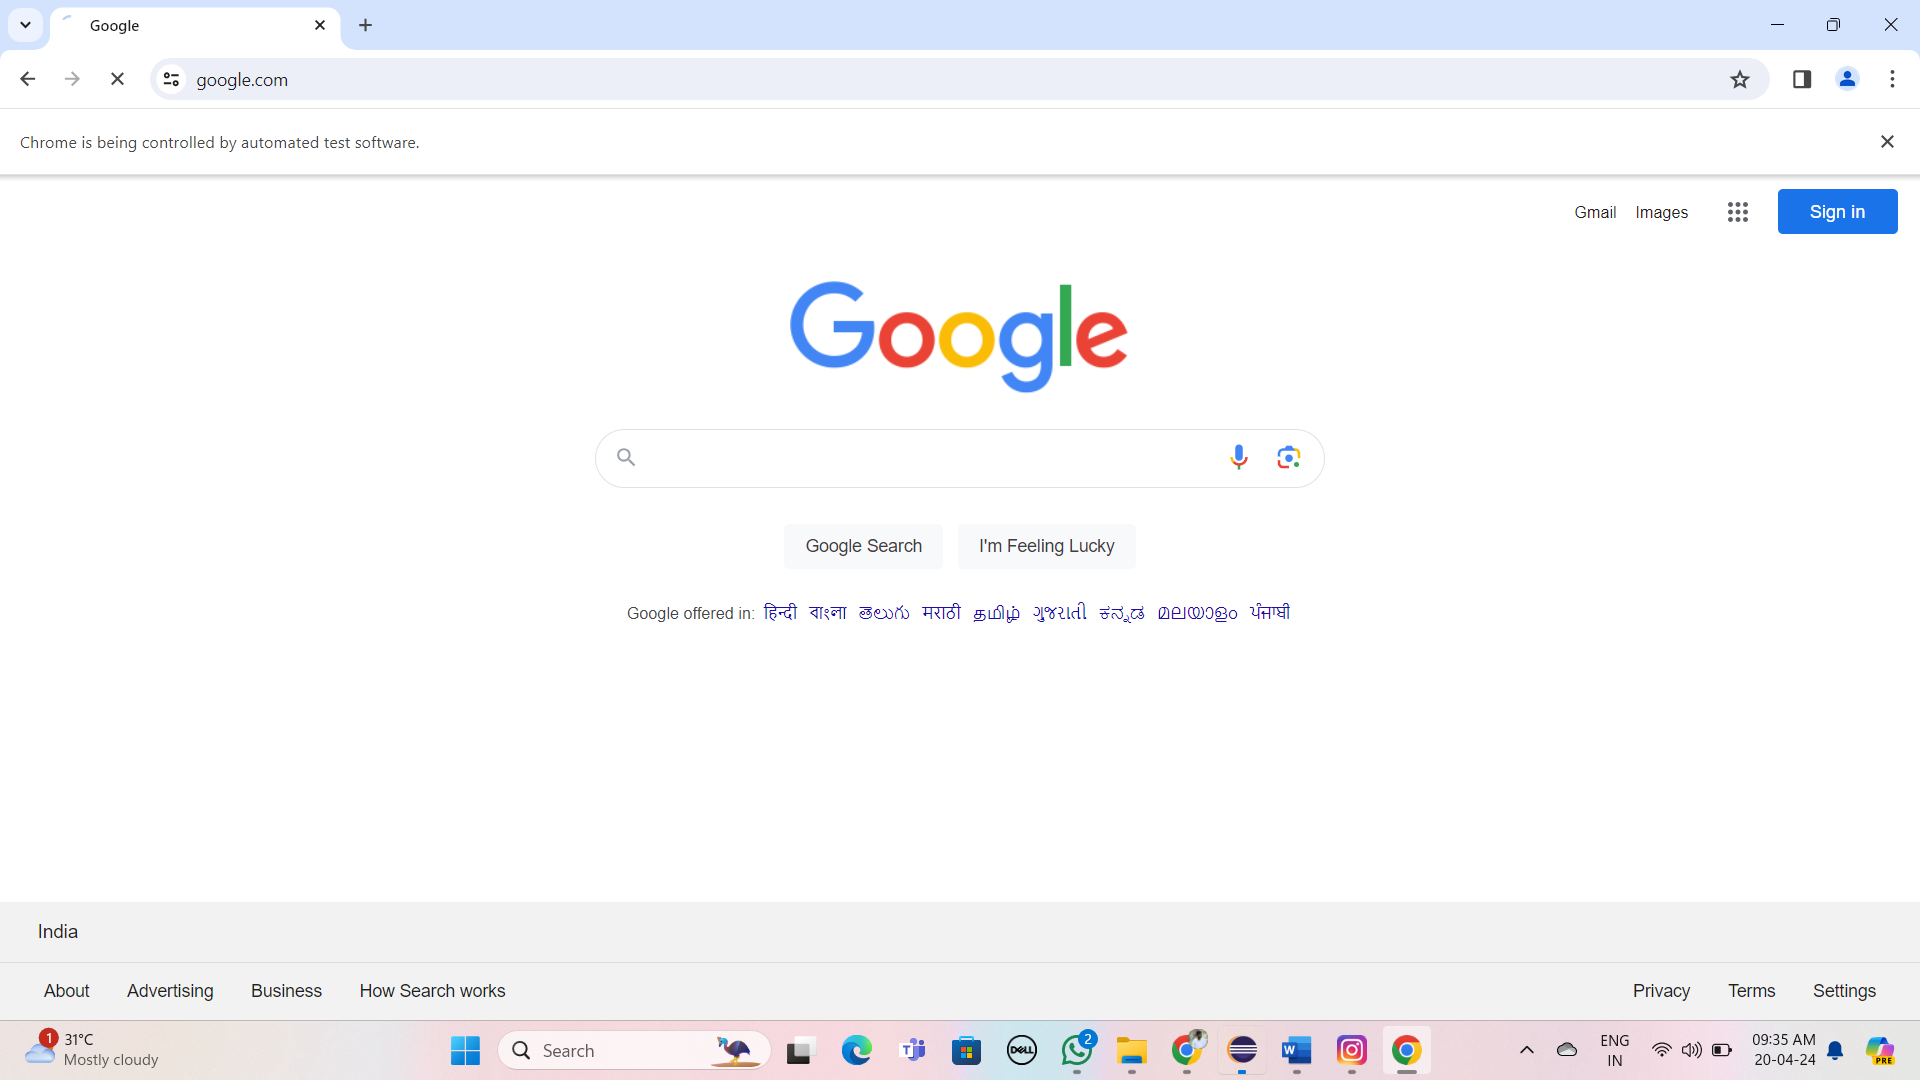 Google
google.com
Chrome is being controlled by automated test software.
Gmail Images Sign in
Google
Google Search I'm Feeling Lucky
Google offered in: हिन्दी বাংলা తెలుగు मराठी தமிழ் ગુજરાતી ಕನ್ನಡ മലയാളം ਪੰਜਾਬੀ
India
About Advertising Business How Search works Privacy Terms Settings
1 31°C
Mostly cloudy
Search
DELL
2
ENG
IN
09:35 AM
20-04-24
PRE